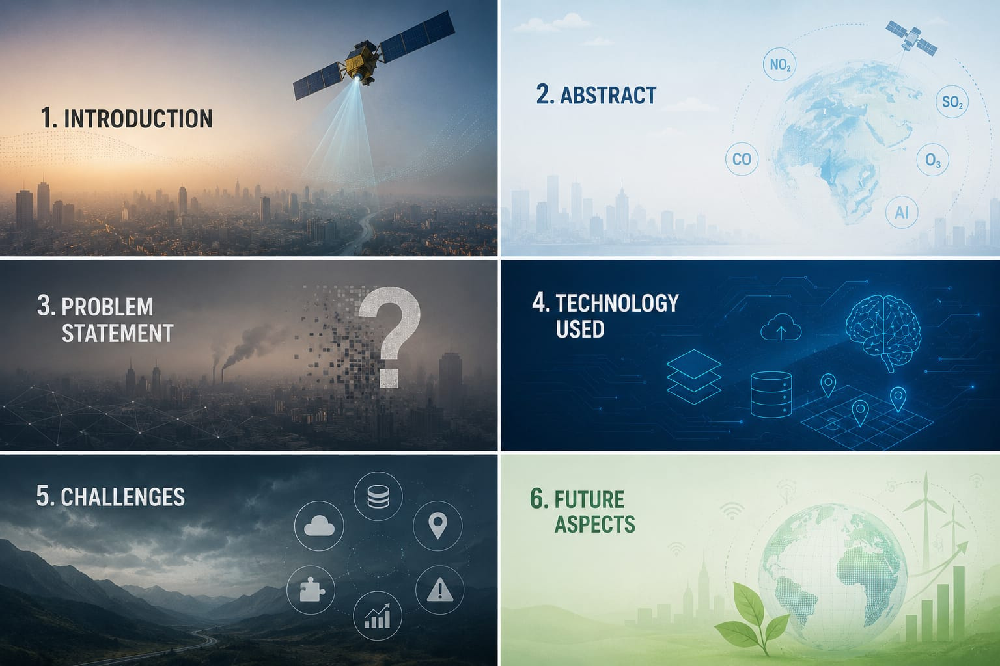 1. INTRODUCTION
2. ABSTRACT
NO₂
SO₂
CO
O₃
AI
3. PROBLEM
STATEMENT
4. TECHNOLOGY
USED
5. CHALLENGES
6. FUTURE
ASPECTS